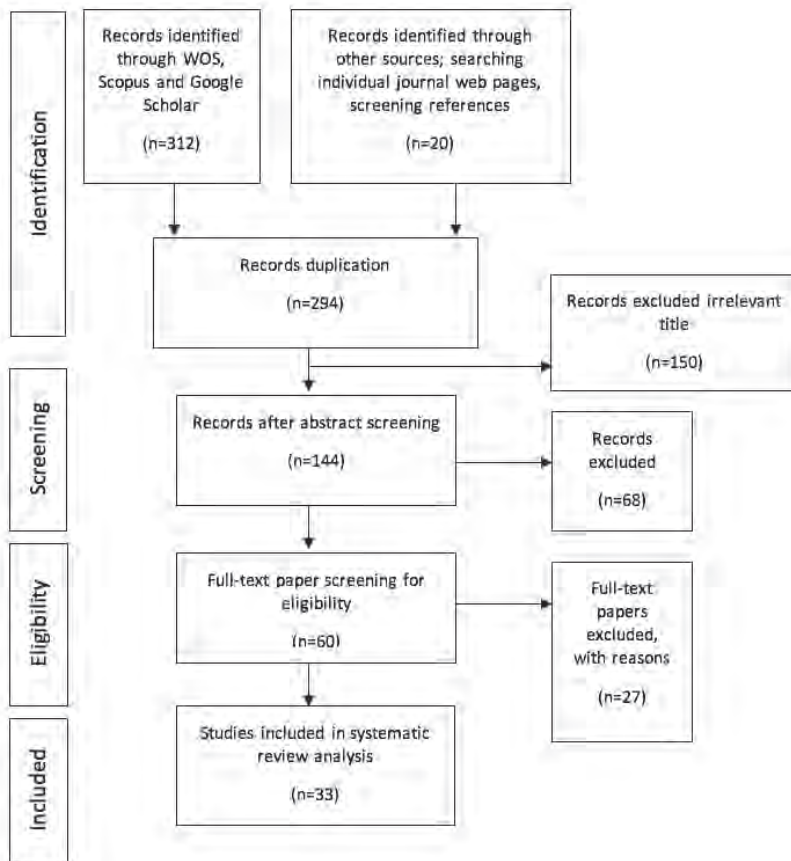 Identification
Records identified
through WOS,
Scopus and Google
Scholar
(n=312)
Records identified through
other sources; searching
individual journal web pages,
screening references
(n=20)
Records duplication
(n=294)
Records excluded irrelevant
title
(n=150)
Screening
Records after abstract screening
(n=144)
Records
excluded
(n=68)
Eligibility
Full-text paper screening for
eligibility
(n=60)
Full-text
papers
excluded,
with reasons
(n=27)
Included
Studies included in systematic
review analysis
(n=33)